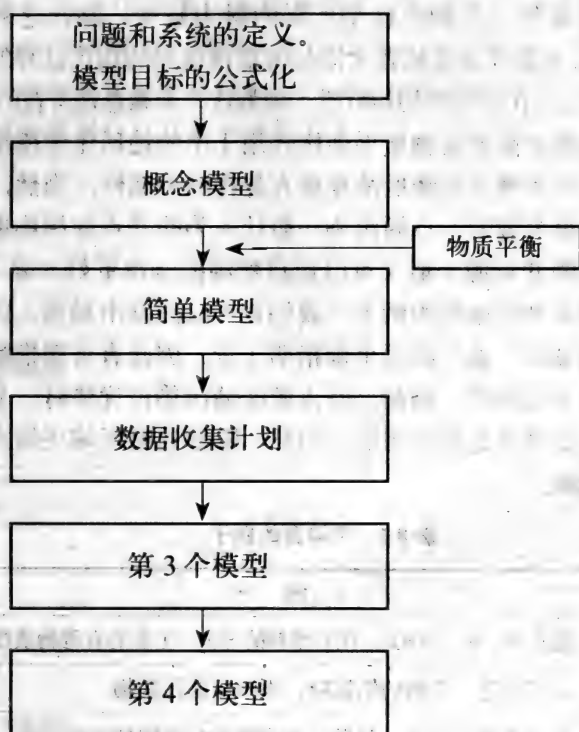 问题和系统的定义。
模型目标的公式化
概念模型
物质平衡
简单模型
数据收集计划
第3个模型
第4个模型